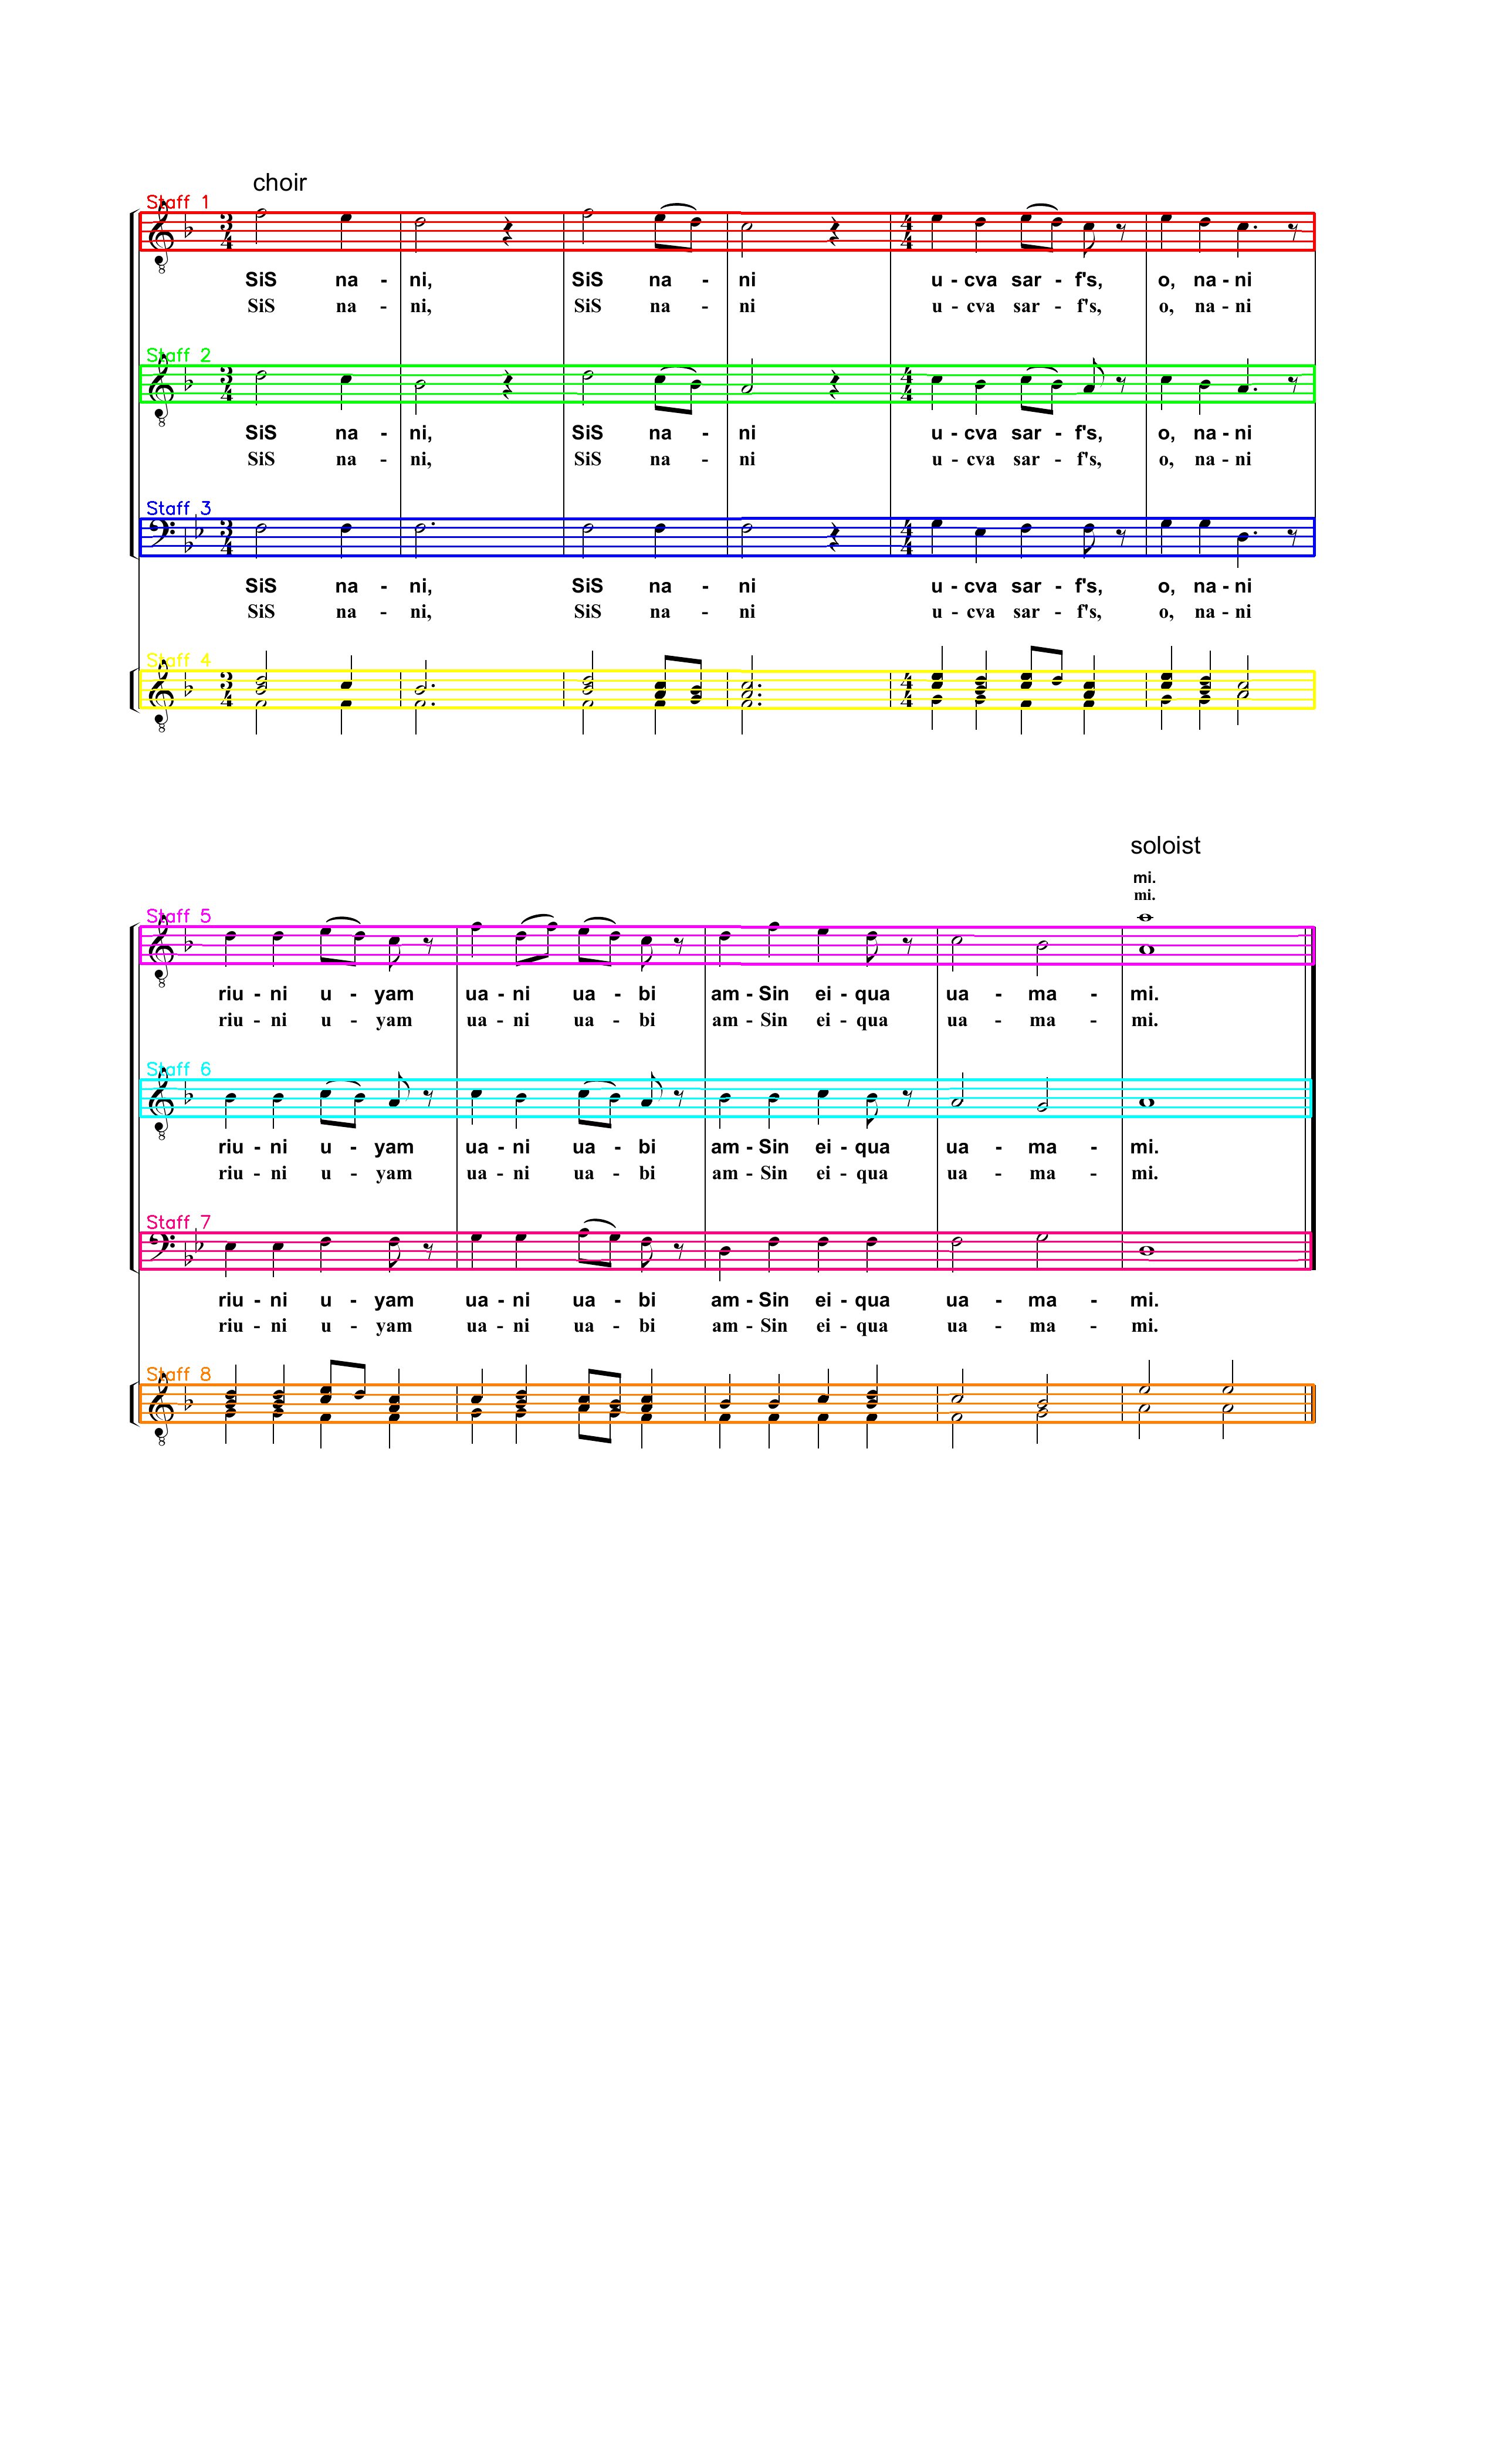 choir
Staff 1
SiS na - ni, SiS na - ni u - cva sar - f's, o, na - ni
SiS na - ni, SiS na - ni u - cva sar - f's, o, na - ni
Staff 2
SiS na - ni, SiS na - ni u - cva sar - f's, o, na - ni
SiS na - ni, SiS na - ni u - cva sar - f's, o, na - ni
Staff 3
SiS na - ni, SiS na - ni u - cva sar - f's, o, na - ni
SiS na - ni, SiS na - ni u - cva sar - f's, o, na - ni
Staff 4
soloist
mi.
mi.
Staff 5
riu - ni u - yam ua - ni ua - bi am - Sin ei - qua ua - ma - mi.
riu - ni u - yam ua - ni ua - bi am - Sin ei - qua ua - ma - mi.
Staff 6
riu - ni u - yam ua - ni ua - bi am - Sin ei - qua ua - ma - mi.
riu - ni u - yam ua - ni ua - bi am - Sin ei - qua ua - ma - mi.
Staff 7
riu - ni u - yam ua - ni ua - bi am - Sin ei - qua ua - ma - mi.
riu - ni u - yam ua - ni ua - bi am - Sin ei - qua ua - ma - mi.
Staff 8